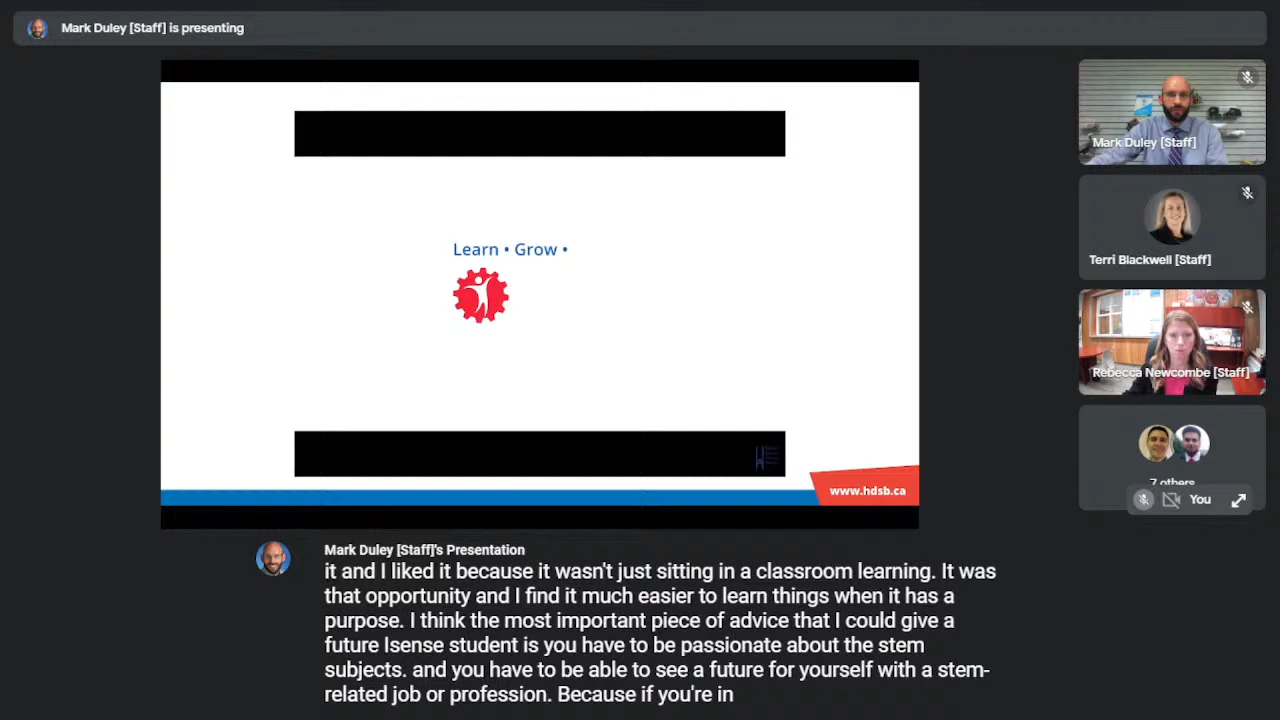 Mark Duley [Staff] is presenting
Learn • Grow •
www.hdsb.ca
Mark Duley [Staff]
Terri Blackwell [Staff]
Rebecca Newcombe [Staff]
7 others
You
Mark Duley [Staff]'s Presentation
it and I liked it because it wasn't just sitting in a classroom learning. It was
that opportunity and I find it much easier to learn things when it has a
purpose. I think the most important piece of advice that I could give a
future Isense student is you have to be passionate about the stem
subjects. and you have to be able to see a future for yourself with a stem-
related job or profession. Because if you're in